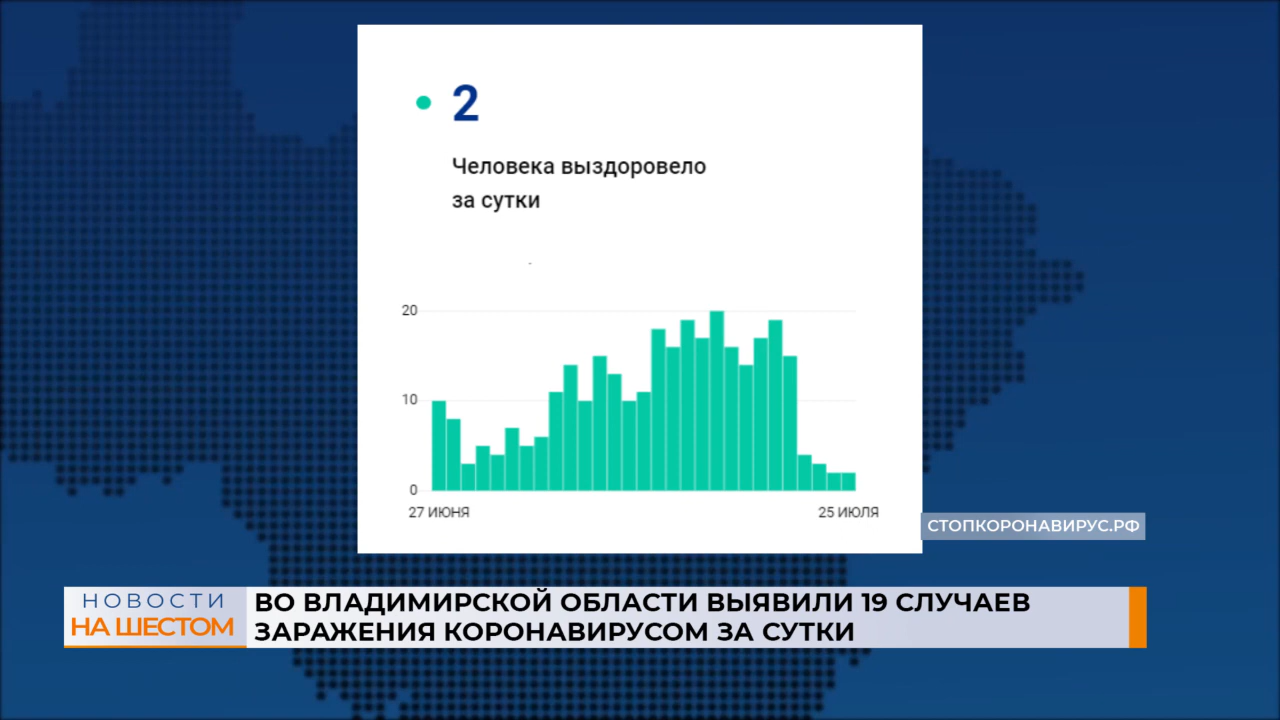 2
Человека выздоровело
за сутки
20
10
0
27 ИЮНЯ
25 ИЮЛЯ
СТОПКОРОНАВИРУС.РФ
НОВОСТИ
НА ШЕСТОМ
ВО ВЛАДИМИРСКОЙ ОБЛАСТИ ВЫЯВИЛИ 19 СЛУЧАЕВ
ЗАРАЖЕНИЯ КОРОНАВИРУСОМ ЗА СУТКИ